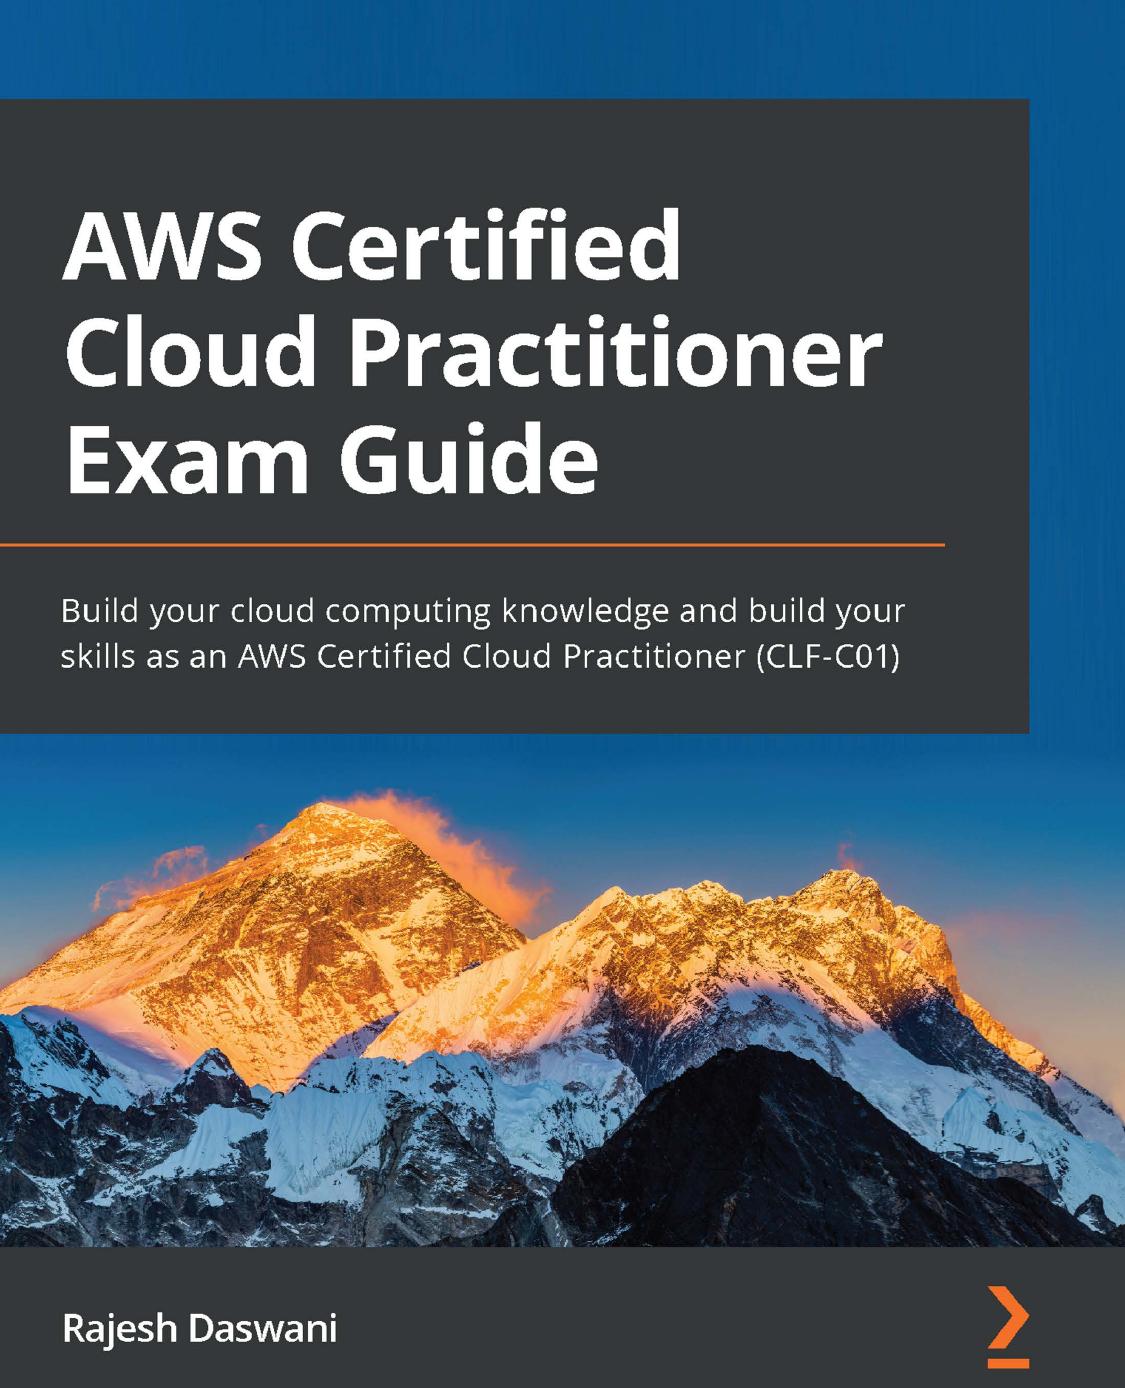 AWS Certified
Cloud Practitioner
Exam Guide
Build your cloud computing knowledge and build your
skills as an AWS Certified Cloud Practitioner (CLF-C01)
Rajesh Daswani